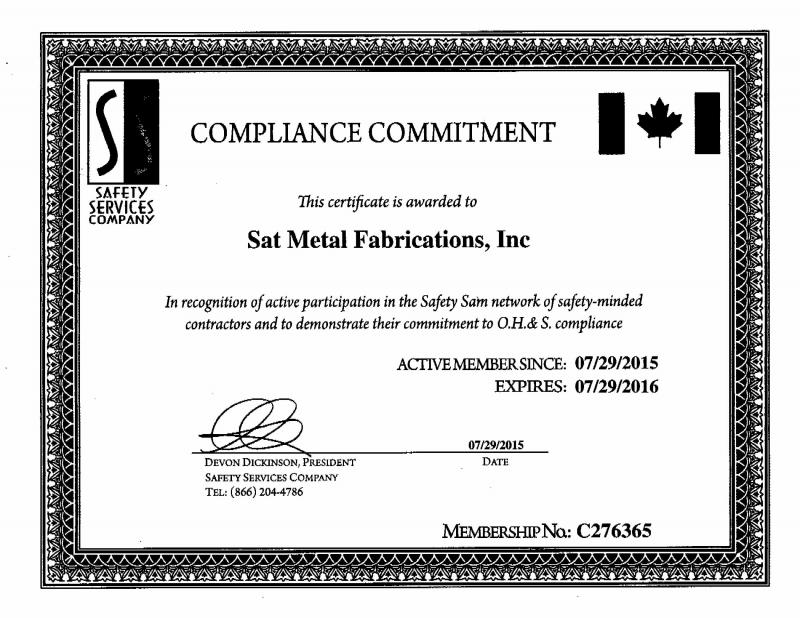 COMPLIANCE COMMITMENT
SAFETY
SERVICES
COMPANY
This certificate is awarded to
Sat Metal Fabrications, Inc
In recognition of active participation in the Safety Sam network of safety-minded
contractors and to demonstrate their commitment to O.H.& S. compliance
ACTIVE MEMBER SINCE: 07/29/2015
EXPIRES: 07/29/2016
07/29/2015
DEVON DICKINSON, PRESIDENT
DATE
SAFETY SERVICES COMPANY
TEL: (866) 204-4786
MEMBERSHIP No.: C276365